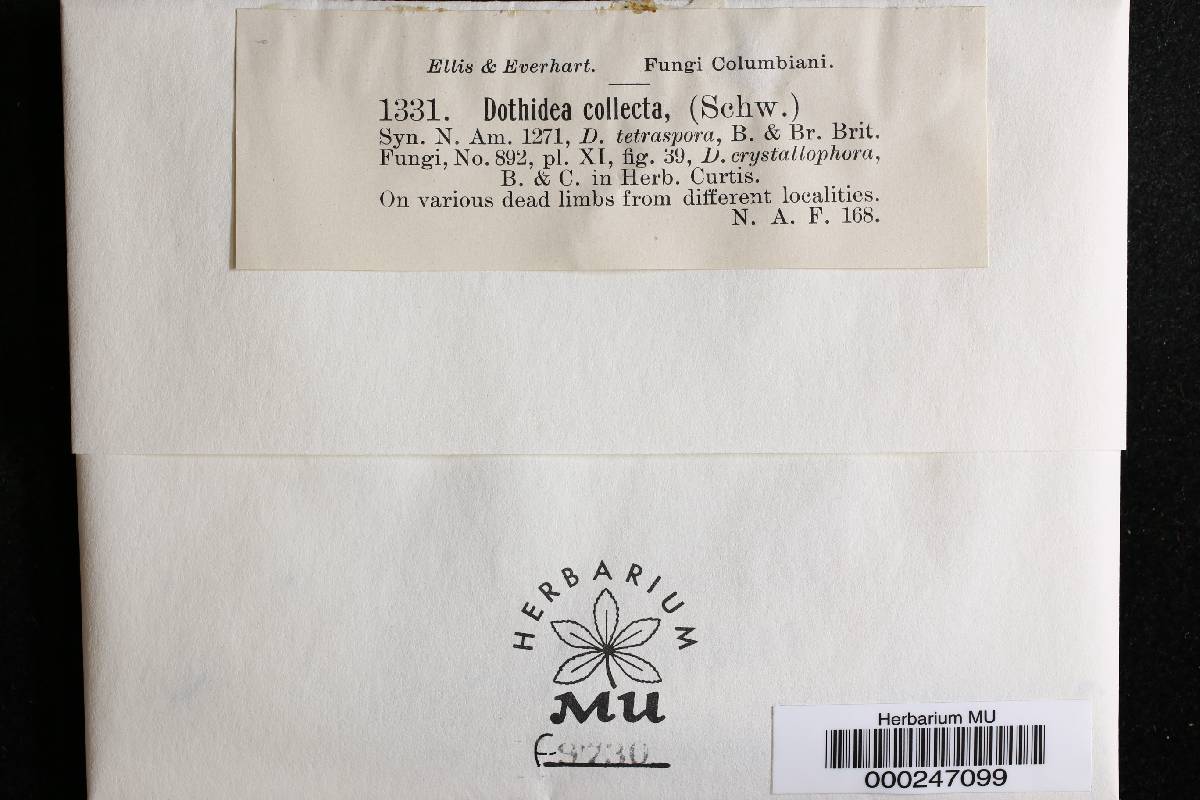 Ellis & Everhart. Fungi Columbiani.
1331. Dothidea collecta, (Schw.)
Syn. N. Am. 1271, D. tetraspora, B. & Br. Brit.
Fungi, No. 892, pl. XI, fig. 39, D. crystallophora,
B. & C. in Herb. Curtis.
On various dead limbs from different localities.
N. A. F. 168.
HERBARIUM
MU
F-9730
Herbarium MU
000247099